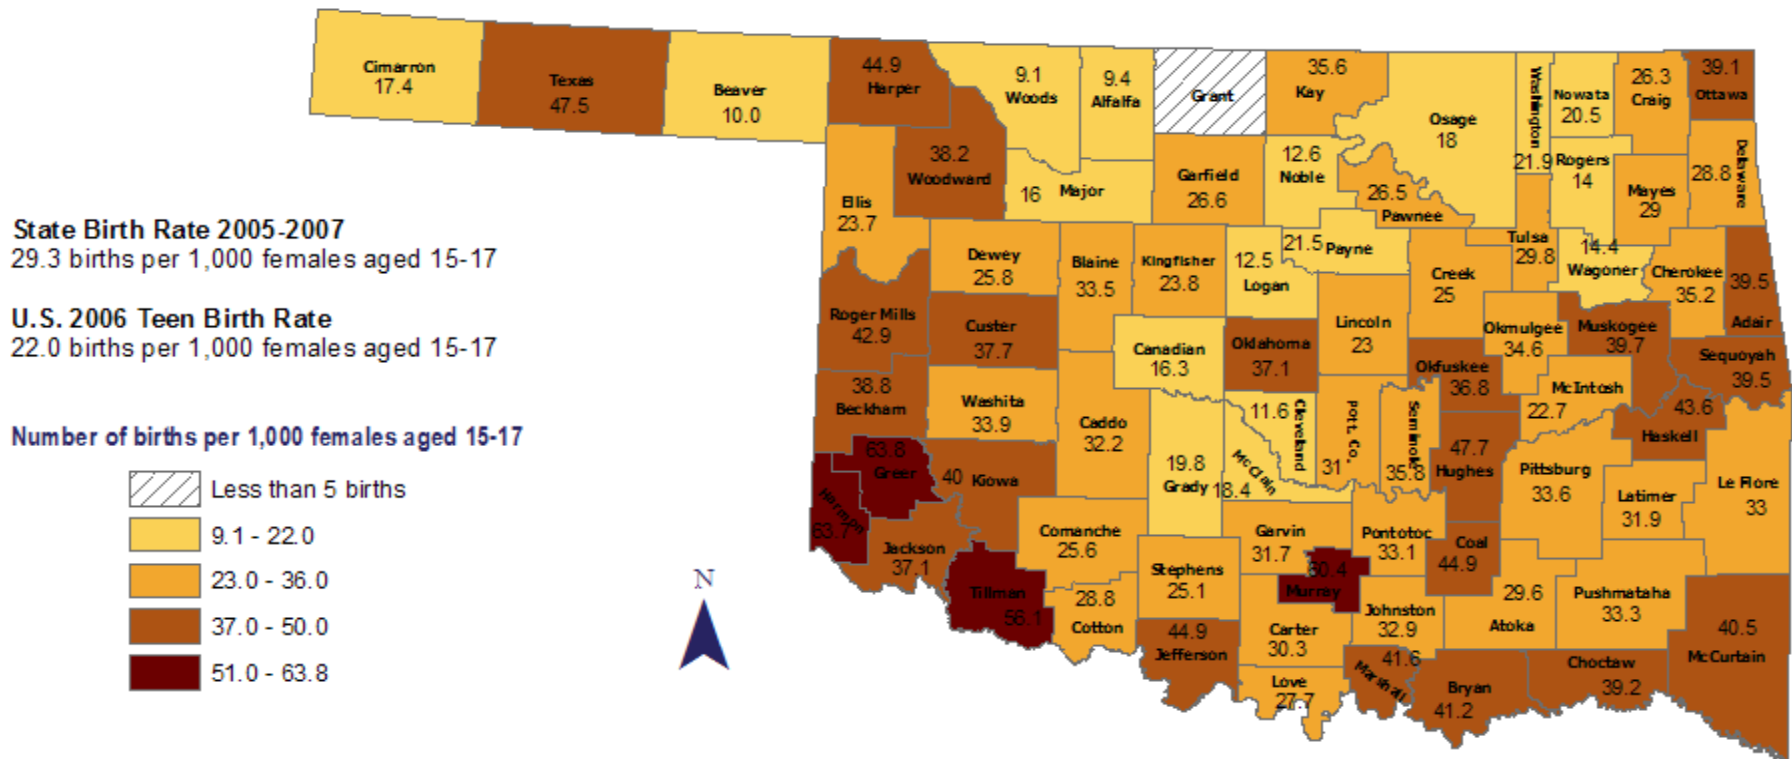 State Birth Rate 2005-2007
29.3 births per 1,000 females aged 15-17
U.S. 2006 Teen Birth Rate
22.0 births per 1,000 females aged 15-17
Number of births per 1,000 females aged 15-17
Less than 5 births
9.1 - 22.0
23.0 - 36.0
37.0 - 50.0
51.0 - 63.8
N
Cimarron
17.4
Texas
47.5
Beaver
10.0
44.9
Harper
9.1
Woods
9.4
Alfalfa
Grant
35.6
Kay
Osage
18
Washington
21.9
Nowata
20.5
26.3
Craig
39.1
Ottawa
38.2
Woodward
Ellis
23.7
16 Major
Garfield
26.6
12.6
Noble
26.5
Pawnee
Rogers
14
Mayes
29
28.8
Delaware
Dewey
25.8
Blaine
33.5
Kingfisher
23.8
12.5
Logan
21.5 Payne
Creek
25
Tulsa
29.8
14.4
Wagoner
Cherokee
35.2
39.5
Adair
Roger Mills
42.9
Custer
37.7
Canadian
16.3
Oklahoma
37.1
Lincoln
23
Okmulgee
34.6
Muskogee
39.7
Sequoyah
39.5
38.8
Beckham
Washita
33.9
Caddo
32.2
19.8
Grady
11.6
Cleveland
McClain
18.4
Pott. Co.
31
Seminole
35.8
Okfuskee
36.8
McIntosh
22.7
43.6
Haskell
47.7
Hughes
Pittsburg
33.6
Latimer
31.9
Le Flore
33
63.8
Greer
Harmon
63.7
40 Kiowa
Jackson
37.1
Tillman
56.1
Comanche
25.6
28.8
Cotton
Stephens
25.1
44.9
Jefferson
Garvin
31.7
60.4
Murray
Pontotoc
33.1
Coal
44.9
Johnston
32.9
29.6
Atoka
Pushmataha
33.3
40.5
McCurtain
Carter
30.3
Love
27.7
41.6
Marshall
Bryan
41.2
Choctaw
39.2